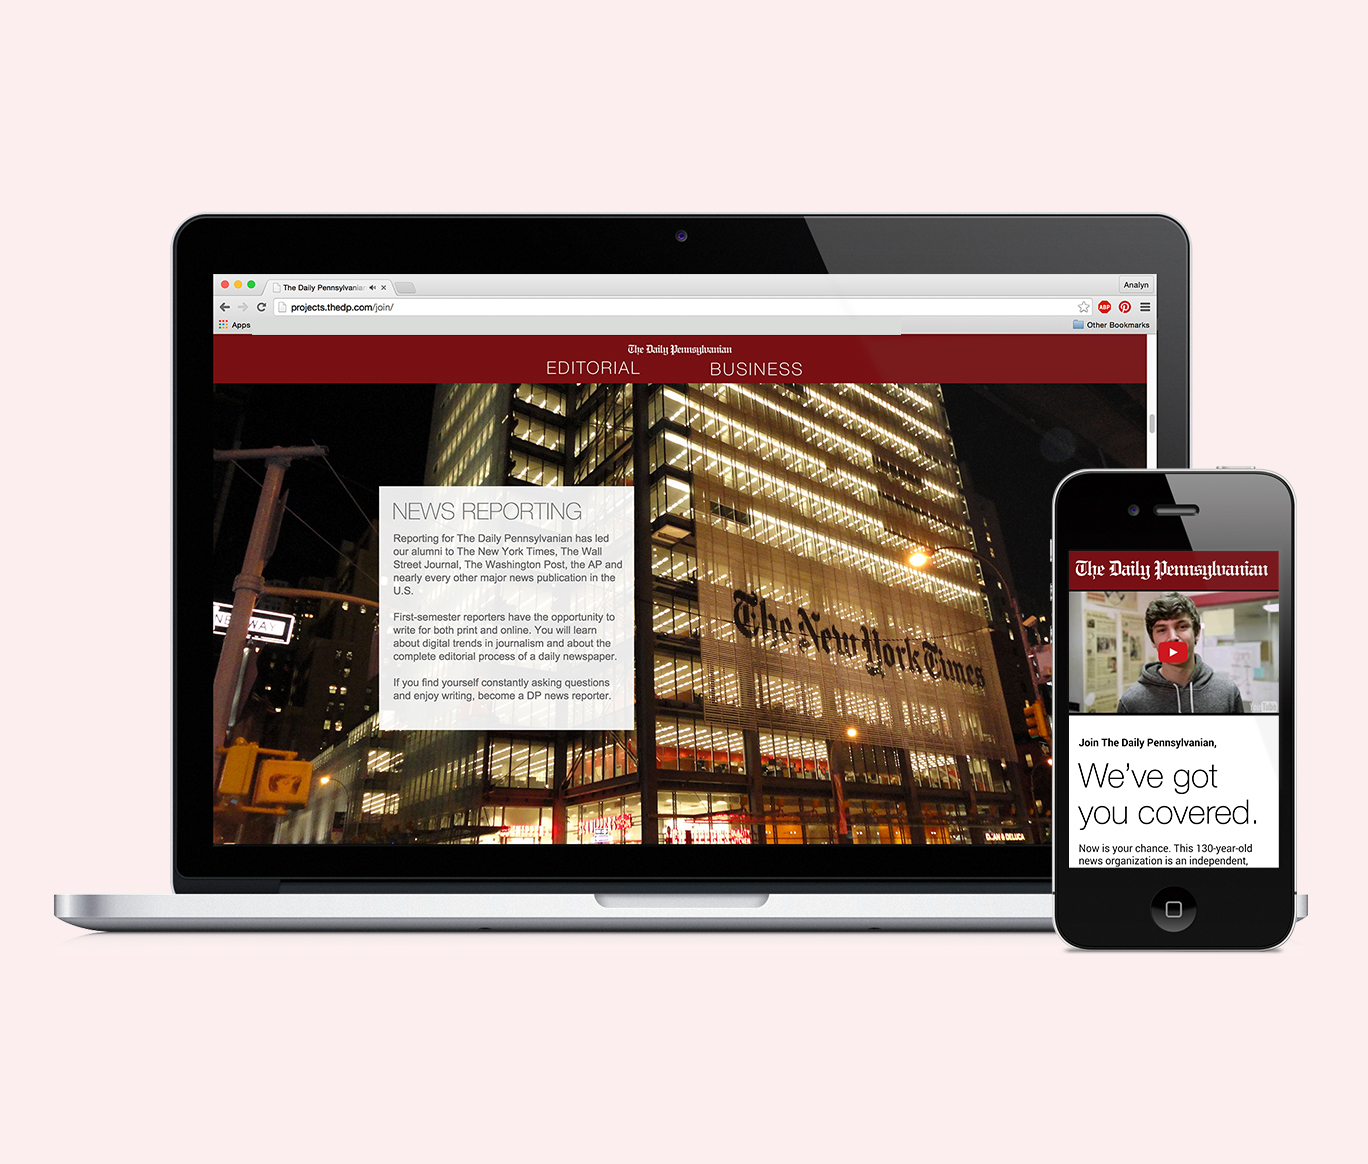 The Daily Pennsylvanian
Analyn
projects.thedp.com/join/
ABP
Apps
Other Bookmarks
The Daily Pennsylvanian
EDITORIAL
BUSINESS
NEWS REPORTING
Reporting for The Daily Pennsylvanian has led
our alumni to The New York Times, The Wall
Street Journal, The Washington Post, the AP and
nearly every other major news publication in the
U.S.
First-semester reporters have the opportunity to
write for both print and online. You will learn
about digital trends in journalism and about the
complete editorial process of a daily newspaper.
If you find yourself constantly asking questions
and enjoy writing, become a DP news reporter.
The New York Times
DEAN & DELUCA
The Daily Pennsylvanian
Join The Daily Pennsylvanian,
We've got
you covered.
Now is your chance. This 130-year-old
news organization is an independent,